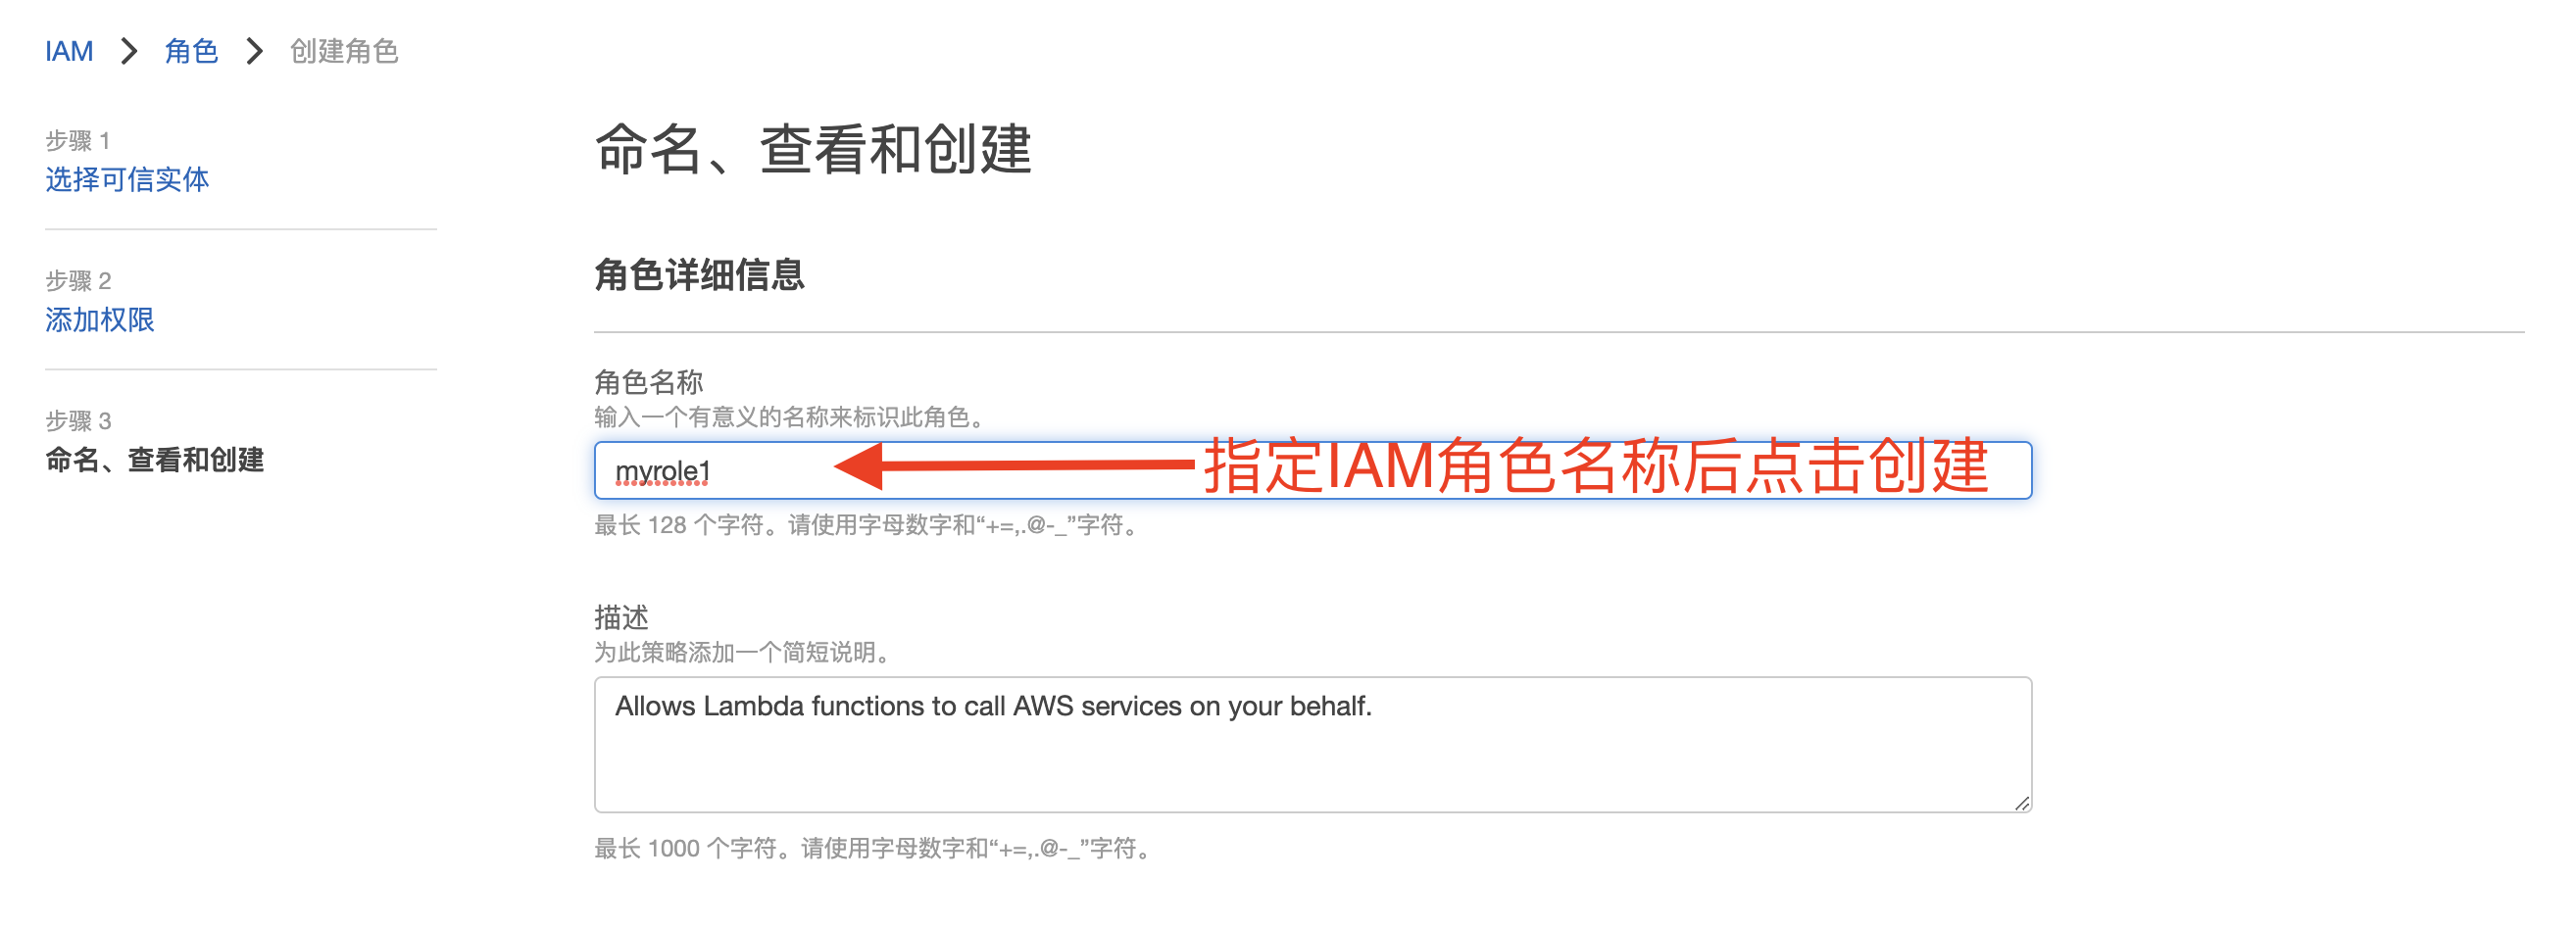 IAM > 角色 > 创建角色
步骤 1
选择可信实体
步骤 2
添加权限
步骤 3
命名、查看和创建
命名、查看和创建
角色详细信息
角色名称
输入一个有意义的名称来标识此角色。
myrole1
指定IAM角色名称后点击创建
最长 128 个字符。请使用字母数字和“+=,.@-_”字符。
描述
为此策略添加一个简短说明。
Allows Lambda functions to call AWS services on your behalf.
最长 1000 个字符。请使用字母数字和“+=,.@-_”字符。